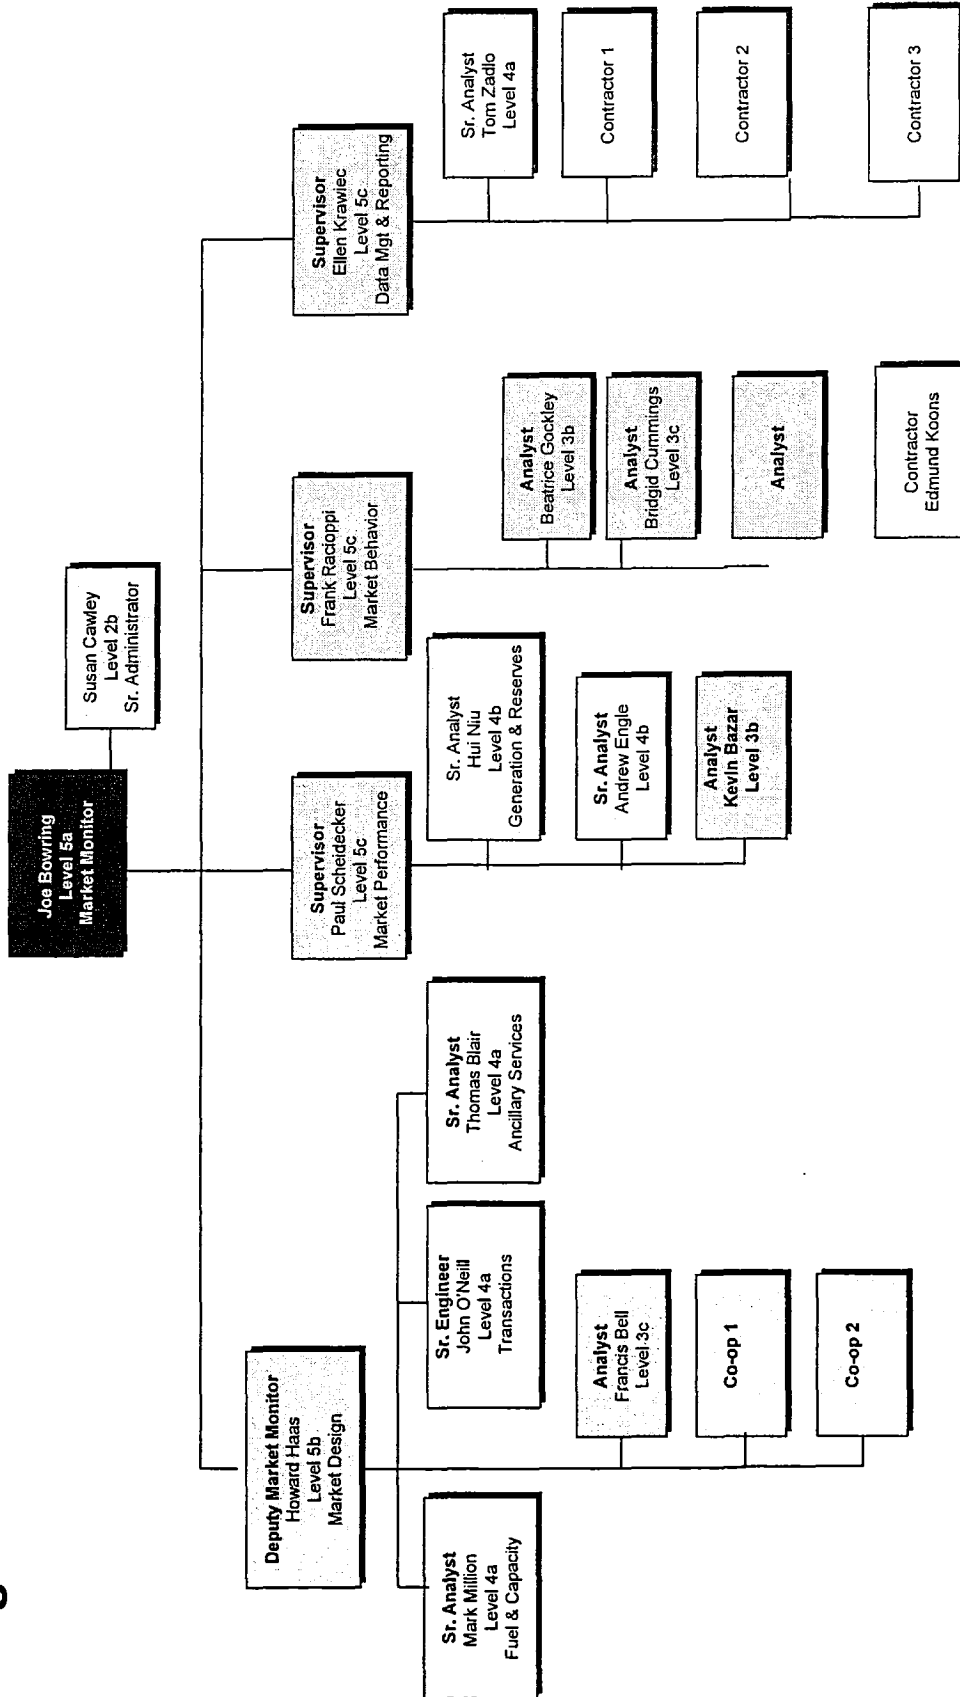 Joe Bowring
Level 5a
Market Monitor
Susan Cawley
Level 2b
Sr. Administrator
Deputy Market Monitor
Howard Haas
Level 5b
Market Design
Supervisor
Paul Scheidecker
Level 5c
Market Performance
Supervisor
Frank Racioppi
Level 5c
Market Behavior
Supervisor
Ellen Krawiec
Level 5c
Data Mgt & Reporting
Sr. Analyst
Mark Million
Level 4a
Fuel & Capacity
Sr. Engineer
John O'Neill
Level 4a
Transactions
Sr. Analyst
Thomas Blair
Level 4a
Ancillary Services
Analyst
Francis Bell
Level 3c
Co-op 1
Co-op 2
Sr. Analyst
Hui Niu
Level 4b
Generation & Reserves
Sr. Analyst
Andrew Engle
Level 4b
Analyst
Kevin Bazar
Level 3b
Analyst
Beatrice Gockley
Level 3b
Analyst
Bridgid Cummings
Level 3c
Analyst
Contractor
Edmund Koons
Sr. Analyst
Tom Zadlo
Level 4a
Contractor 1
Contractor 2
Contractor 3